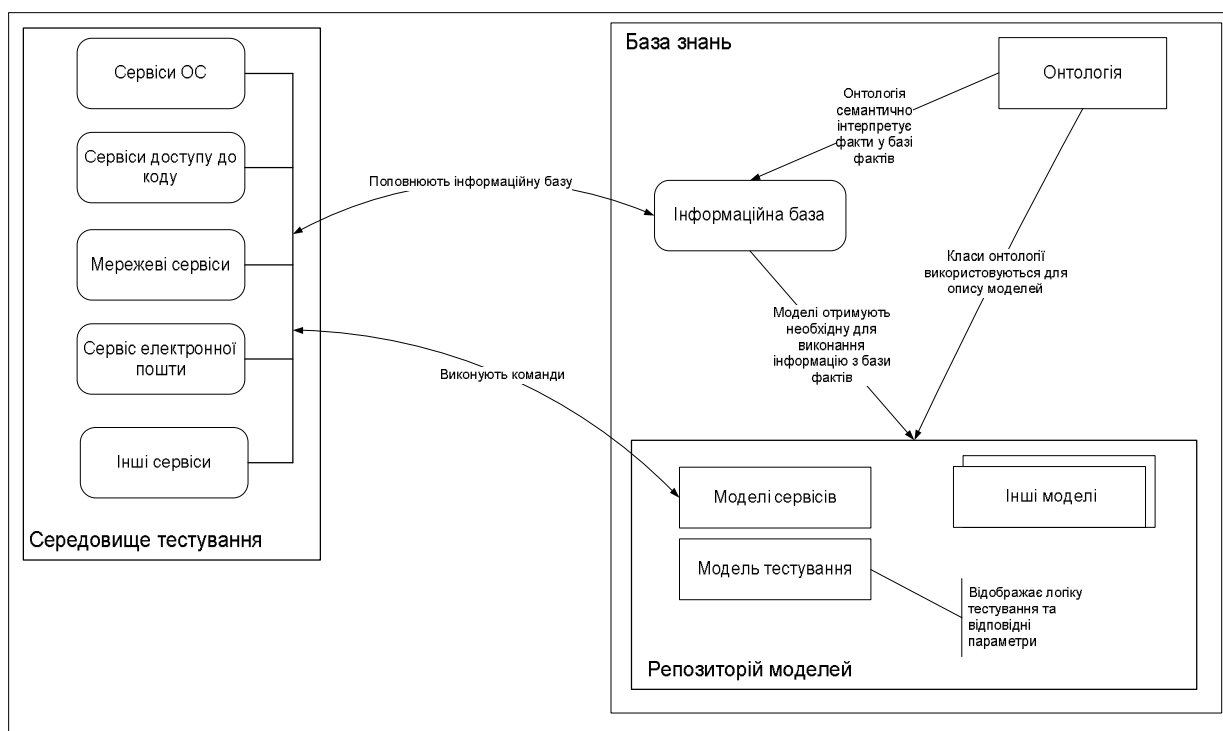 Сервіси ОС
Сервіси доступу до
коду
Мережеві сервіси
Сервіс електронної
пошти
Інші сервіси
Середовище тестування
Поповнюють інформаційну базу
Виконують команди
База знань
Онтологія
Онтологія
семантично
інтерпретує
факти у базі
фактів
Інформаційна база
Класи онтології
використовуються для
опису моделей
Моделі отримують
необхідну для
виконання
інформацію з бази
фактів
Моделі сервісів
Інші моделі
Модель тестування
Відображає логіку
тестування та
відповідні
параметри
Репозиторій моделей